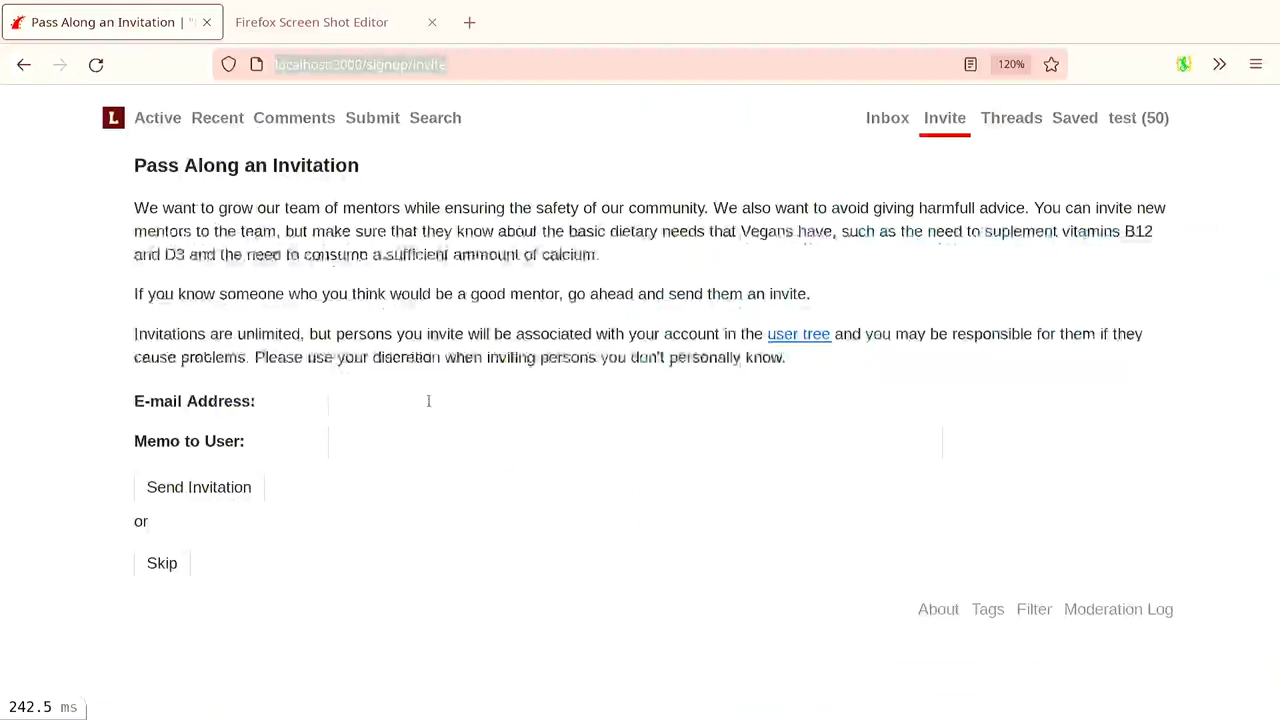 Pass Along an Invitation | "
Firefox Screen Shot Editor
localhost:3000/signup/invite
120%
L Active Recent Comments Submit Search
Inbox Invite Threads Saved test (50)
Pass Along an Invitation
We want to grow our team of mentors while ensuring the safety of our community. We also want to avoid giving harmfull advice. You can invite new
mentors to the team, but make sure that they know about the basic dietary needs that Vegans have, such as the need to suplement vitamins B12
and D3 and the need to consume a sufficient ammount of calcium.
If you know someone who you think would be a good mentor, go ahead and send them an invite.
Invitations are unlimited, but persons you invite will be associated with your account in the user tree and you may be responsible for them if they
cause problems. Please use your discretion when inviting persons you don't personally know.
E-mail Address:
Memo to User:
Send Invitation
or
Skip
About Tags Filter Moderation Log
242.5 ms